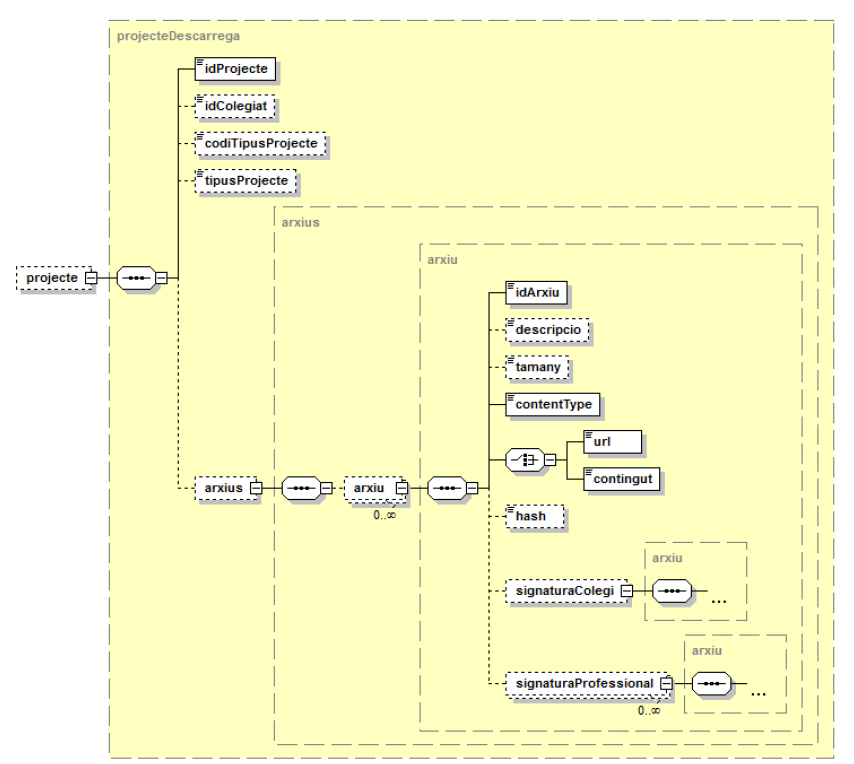 projecteDescarrega
idProjecte
idColegiat
codiTipusProjecte
tipusProjecte
arxius
arxiu
projecte
idArxiu
descripcio
tamany
contentType
url
contingut
arxius
arxiu
0..∞
hash
arxiu
signaturaColegi
...
arxiu
signaturaProfessional
...
0..∞